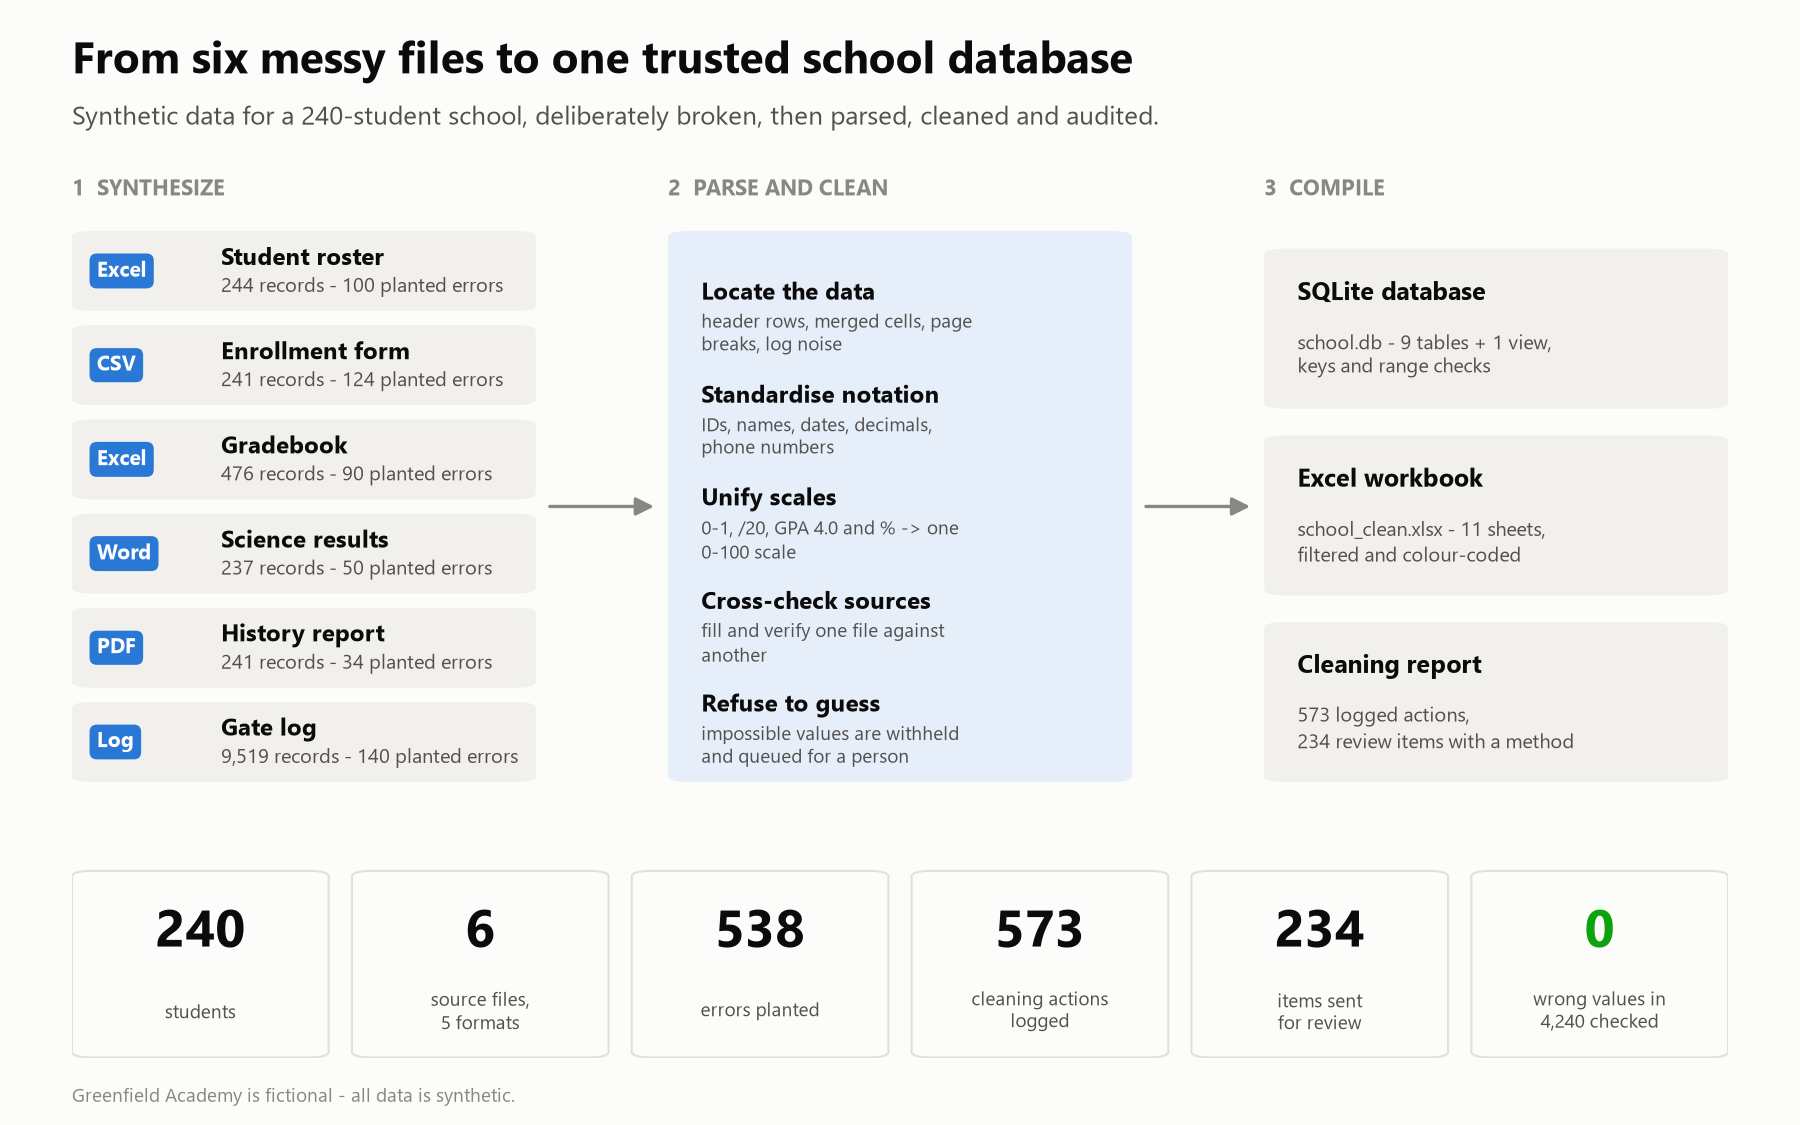 From six messy files to one trusted school database
Synthetic data for a 240-student school, deliberately broken, then parsed, cleaned and audited.
1 SYNTHESIZE
Excel
Student roster
244 records - 100 planted errors
CSV
Enrollment form
241 records - 124 planted errors
Excel
Gradebook
476 records - 90 planted errors
Word
Science results
237 records - 50 planted errors
PDF
History report
241 records - 34 planted errors
Log
Gate log
9,519 records - 140 planted errors
2 PARSE AND CLEAN
Locate the data
header rows, merged cells, page
breaks, log noise
Standardise notation
IDs, names, dates, decimals,
phone numbers
Unify scales
0-1, /20, GPA 4.0 and % -> one
0-100 scale
Cross-check sources
fill and verify one file against
another
Refuse to guess
impossible values are withheld
and queued for a person
3 COMPILE
SQLite database
school.db - 9 tables + 1 view,
keys and range checks
Excel workbook
school_clean.xlsx - 11 sheets,
filtered and colour-coded
Cleaning report
573 logged actions,
234 review items with a method
240
students
6
source files,
5 formats
538
errors planted
573
cleaning actions
logged
234
items sent
for review
0
wrong values in
4,240 checked
Greenfield Academy is fictional - all data is synthetic.